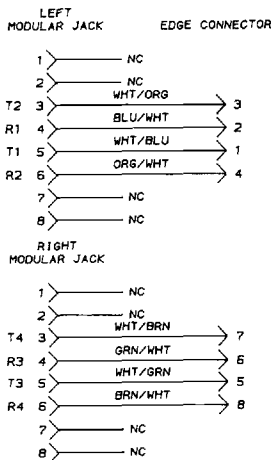 LEFT
MODULAR JACK EDGE CONNECTOR
1 NC
2 NC
WHT/ORG
T2 3 3
BLU/WHT
R1 4 2
WHT/BLU
T1 5 1
ORG/WHT
R2 6 4
7 NC
8 NC
RIGHT
MODULAR JACK
1 NC
2 NC
WHT/BRN
T4 3 7
GRN/WHT
R3 4 6
WHT/GRN
T3 5 5
BRN/WHT
R4 6 8
7 NC
8 NC